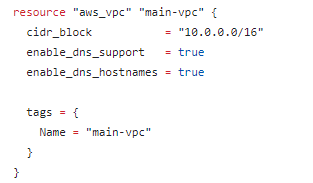 resource "aws_vpc" "main-vpc" {
  cidr_block           = "10.0.0.0/16"
  enable_dns_support   = true
  enable_dns_hostnames = true

  tags = {
    Name = "main-vpc"
  }
}